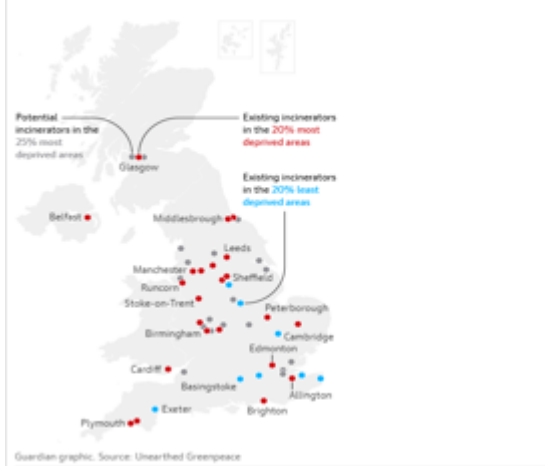 Potential
incinerators in the
25% most
deprived areas
Existing incinerators
in the 20% most
deprived areas
Glasgow
Existing incinerators
in the 20% least
deprived areas
Belfast
Middlesbrough
Leeds
Manchester
Sheffield
Runcorn
Stoke-on-Trent
Peterborough
Birmingham
Cambridge
Edmonton
Cardiff
Basingstoke
Allington
Exeter
Brighton
Plymouth
Guardian graphic. Source: Unearthed Greenpeace